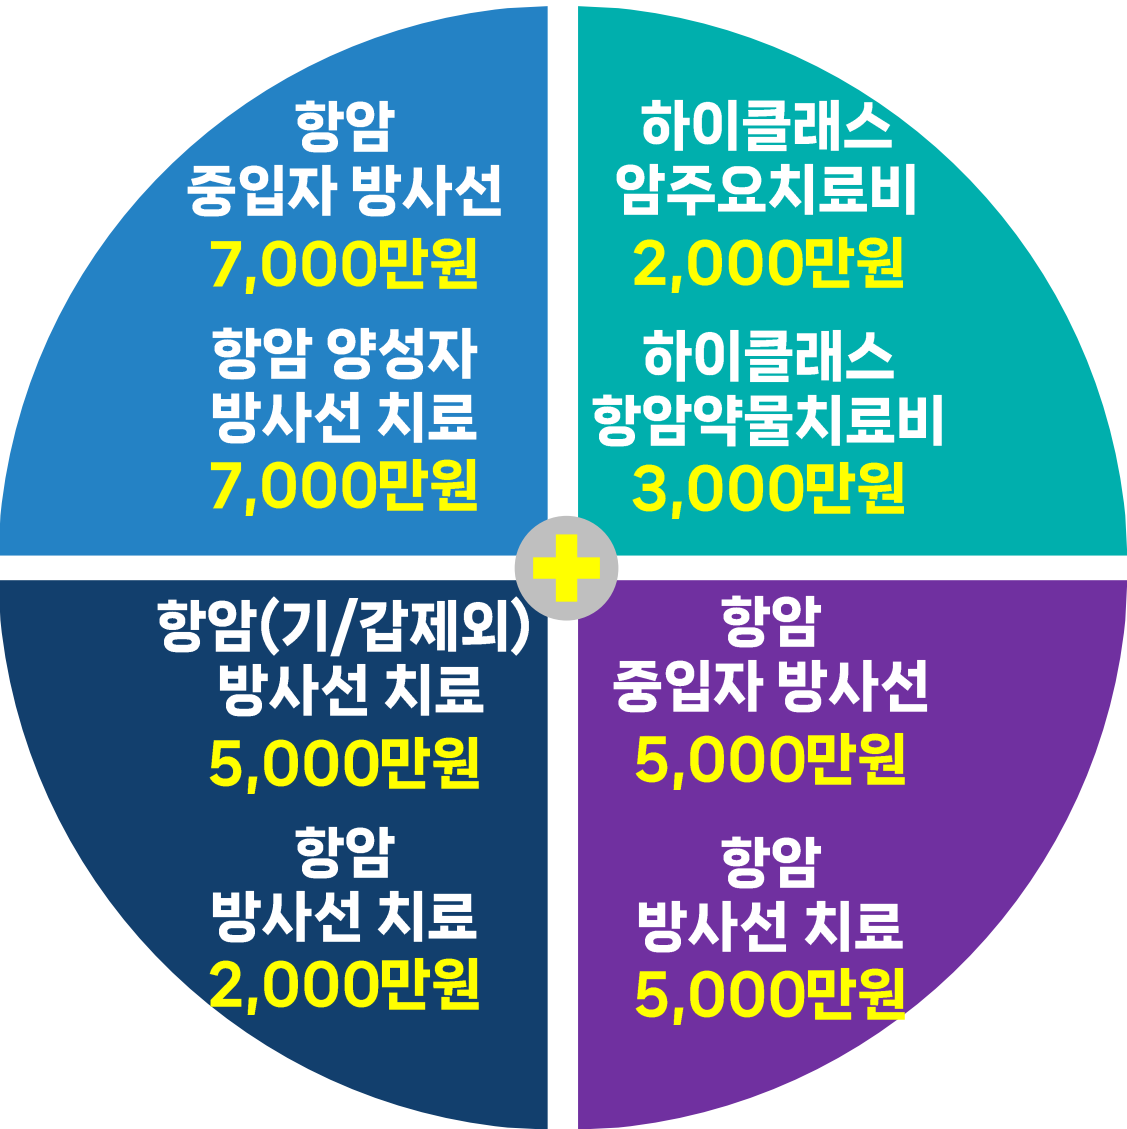 항암
중입자 방사선
7,000만원
항암 양성자
방사선 치료
7,000만원
하이클래스
암주요치료비
2,000만원
하이클래스
항암약물치료비
3,000만원
항암(기/갑제외)
방사선 치료
5,000만원
항암
방사선 치료
2,000만원
항암
중입자 방사선
5,000만원
항암
방사선 치료
5,000만원